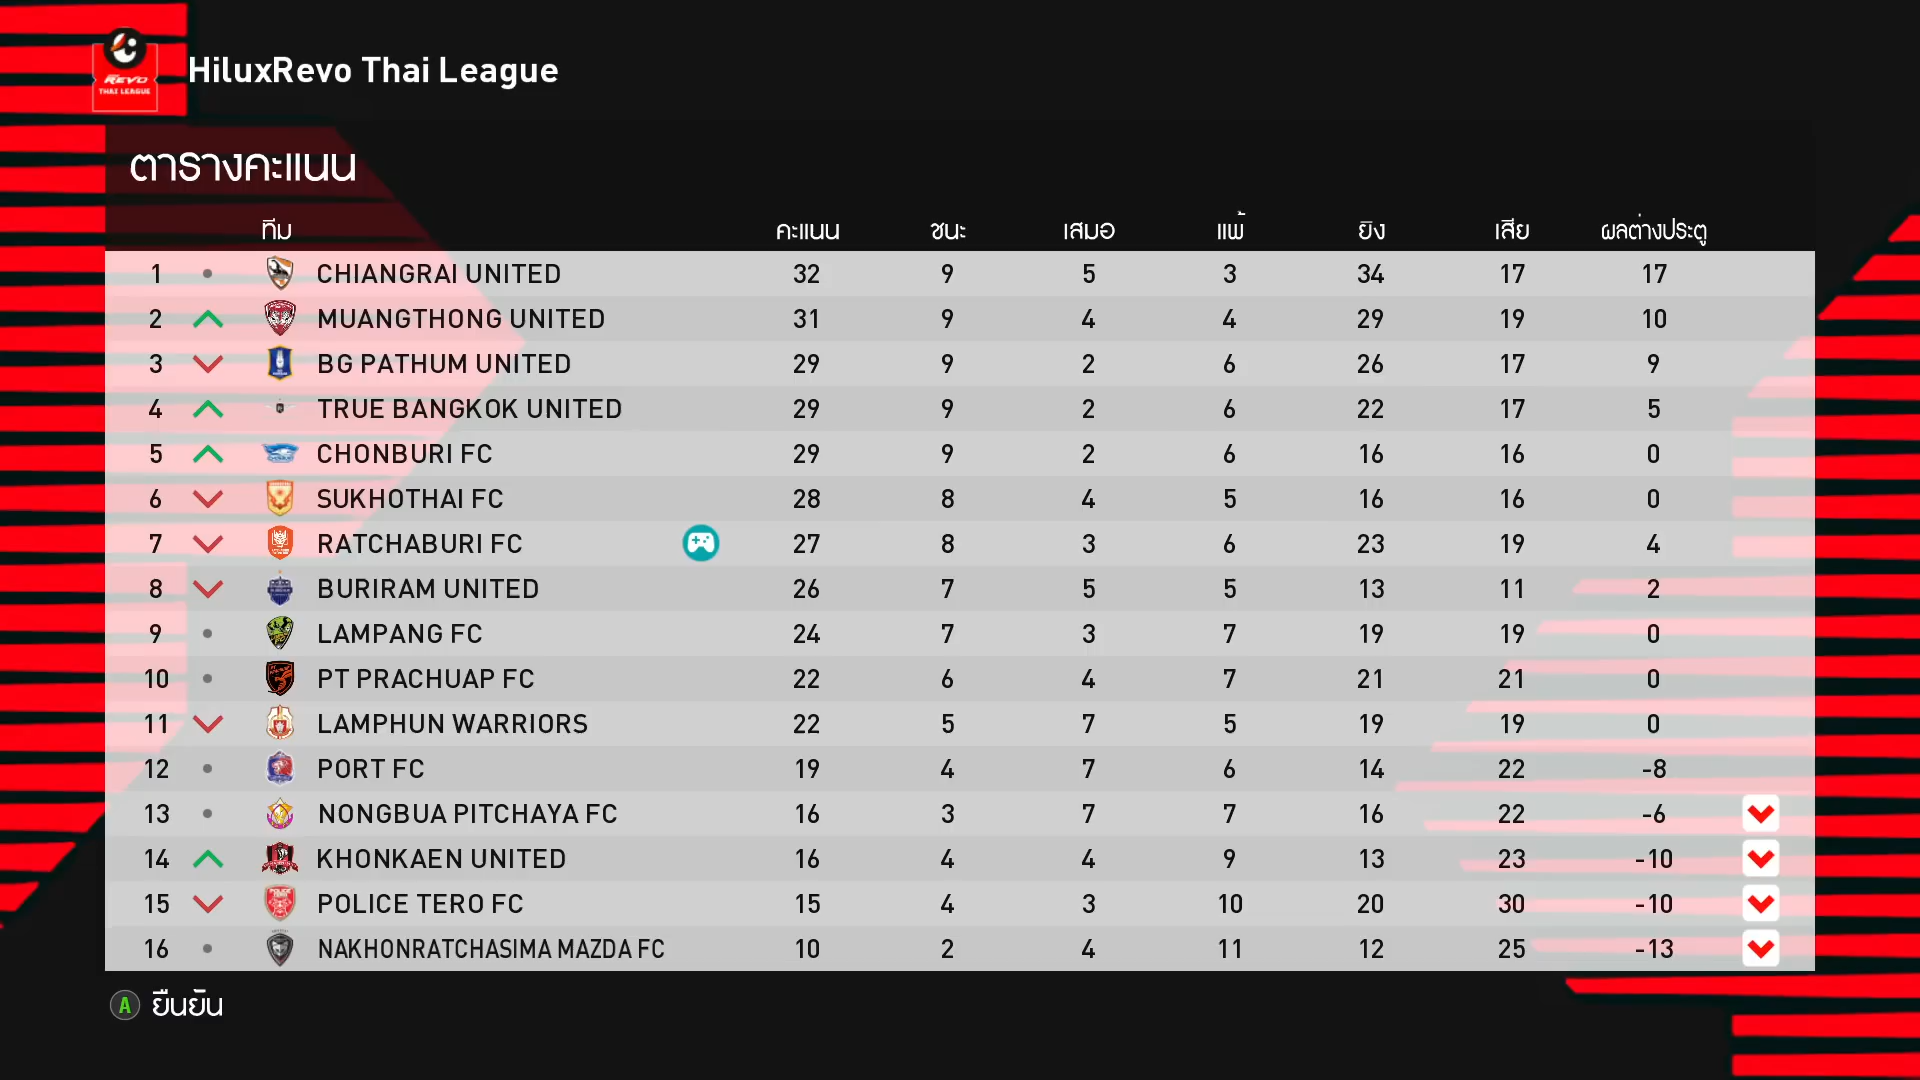 REVO
THAI LEAGUE
HiluxRevo Thai League
ตารางคะแนน
ทีม คะแนน ชนะ เสมอ แพ้ ยิง เสีย ผลต่างประตู
1 CHIANGRAI UNITED 32 9 5 3 34 17 17
2 MUANGTHONG UNITED 31 9 4 4 29 19 10
3 BG PATHUM UNITED 29 9 2 6 26 17 9
4 TRUE BANGKOK UNITED 29 9 2 6 22 17 5
5 CHONBURI FC 29 9 2 6 16 16 0
6 SUKHOTHAI FC 28 8 4 5 16 16 0
7 RATCHABURI FC 27 8 3 6 23 19 4
8 BURIRAM UNITED 26 7 5 5 13 11 2
9 LAMPANG FC 24 7 3 7 19 19 0
10 PT PRACHUAP FC 22 6 4 7 21 21 0
11 LAMPHUN WARRIORS 22 5 7 5 19 19 0
12 PORT FC 19 4 7 6 14 22 -8
13 NONGBUA PITCHAYA FC 16 3 7 7 16 22 -6
14 KHONKAEN UNITED 16 4 4 9 13 23 -10
15 POLICE TERO FC 15 4 3 10 20 30 -10
16 NAKHONRATCHASIMA MAZDA FC 10 2 4 11 12 25 -13
A ยืนยัน